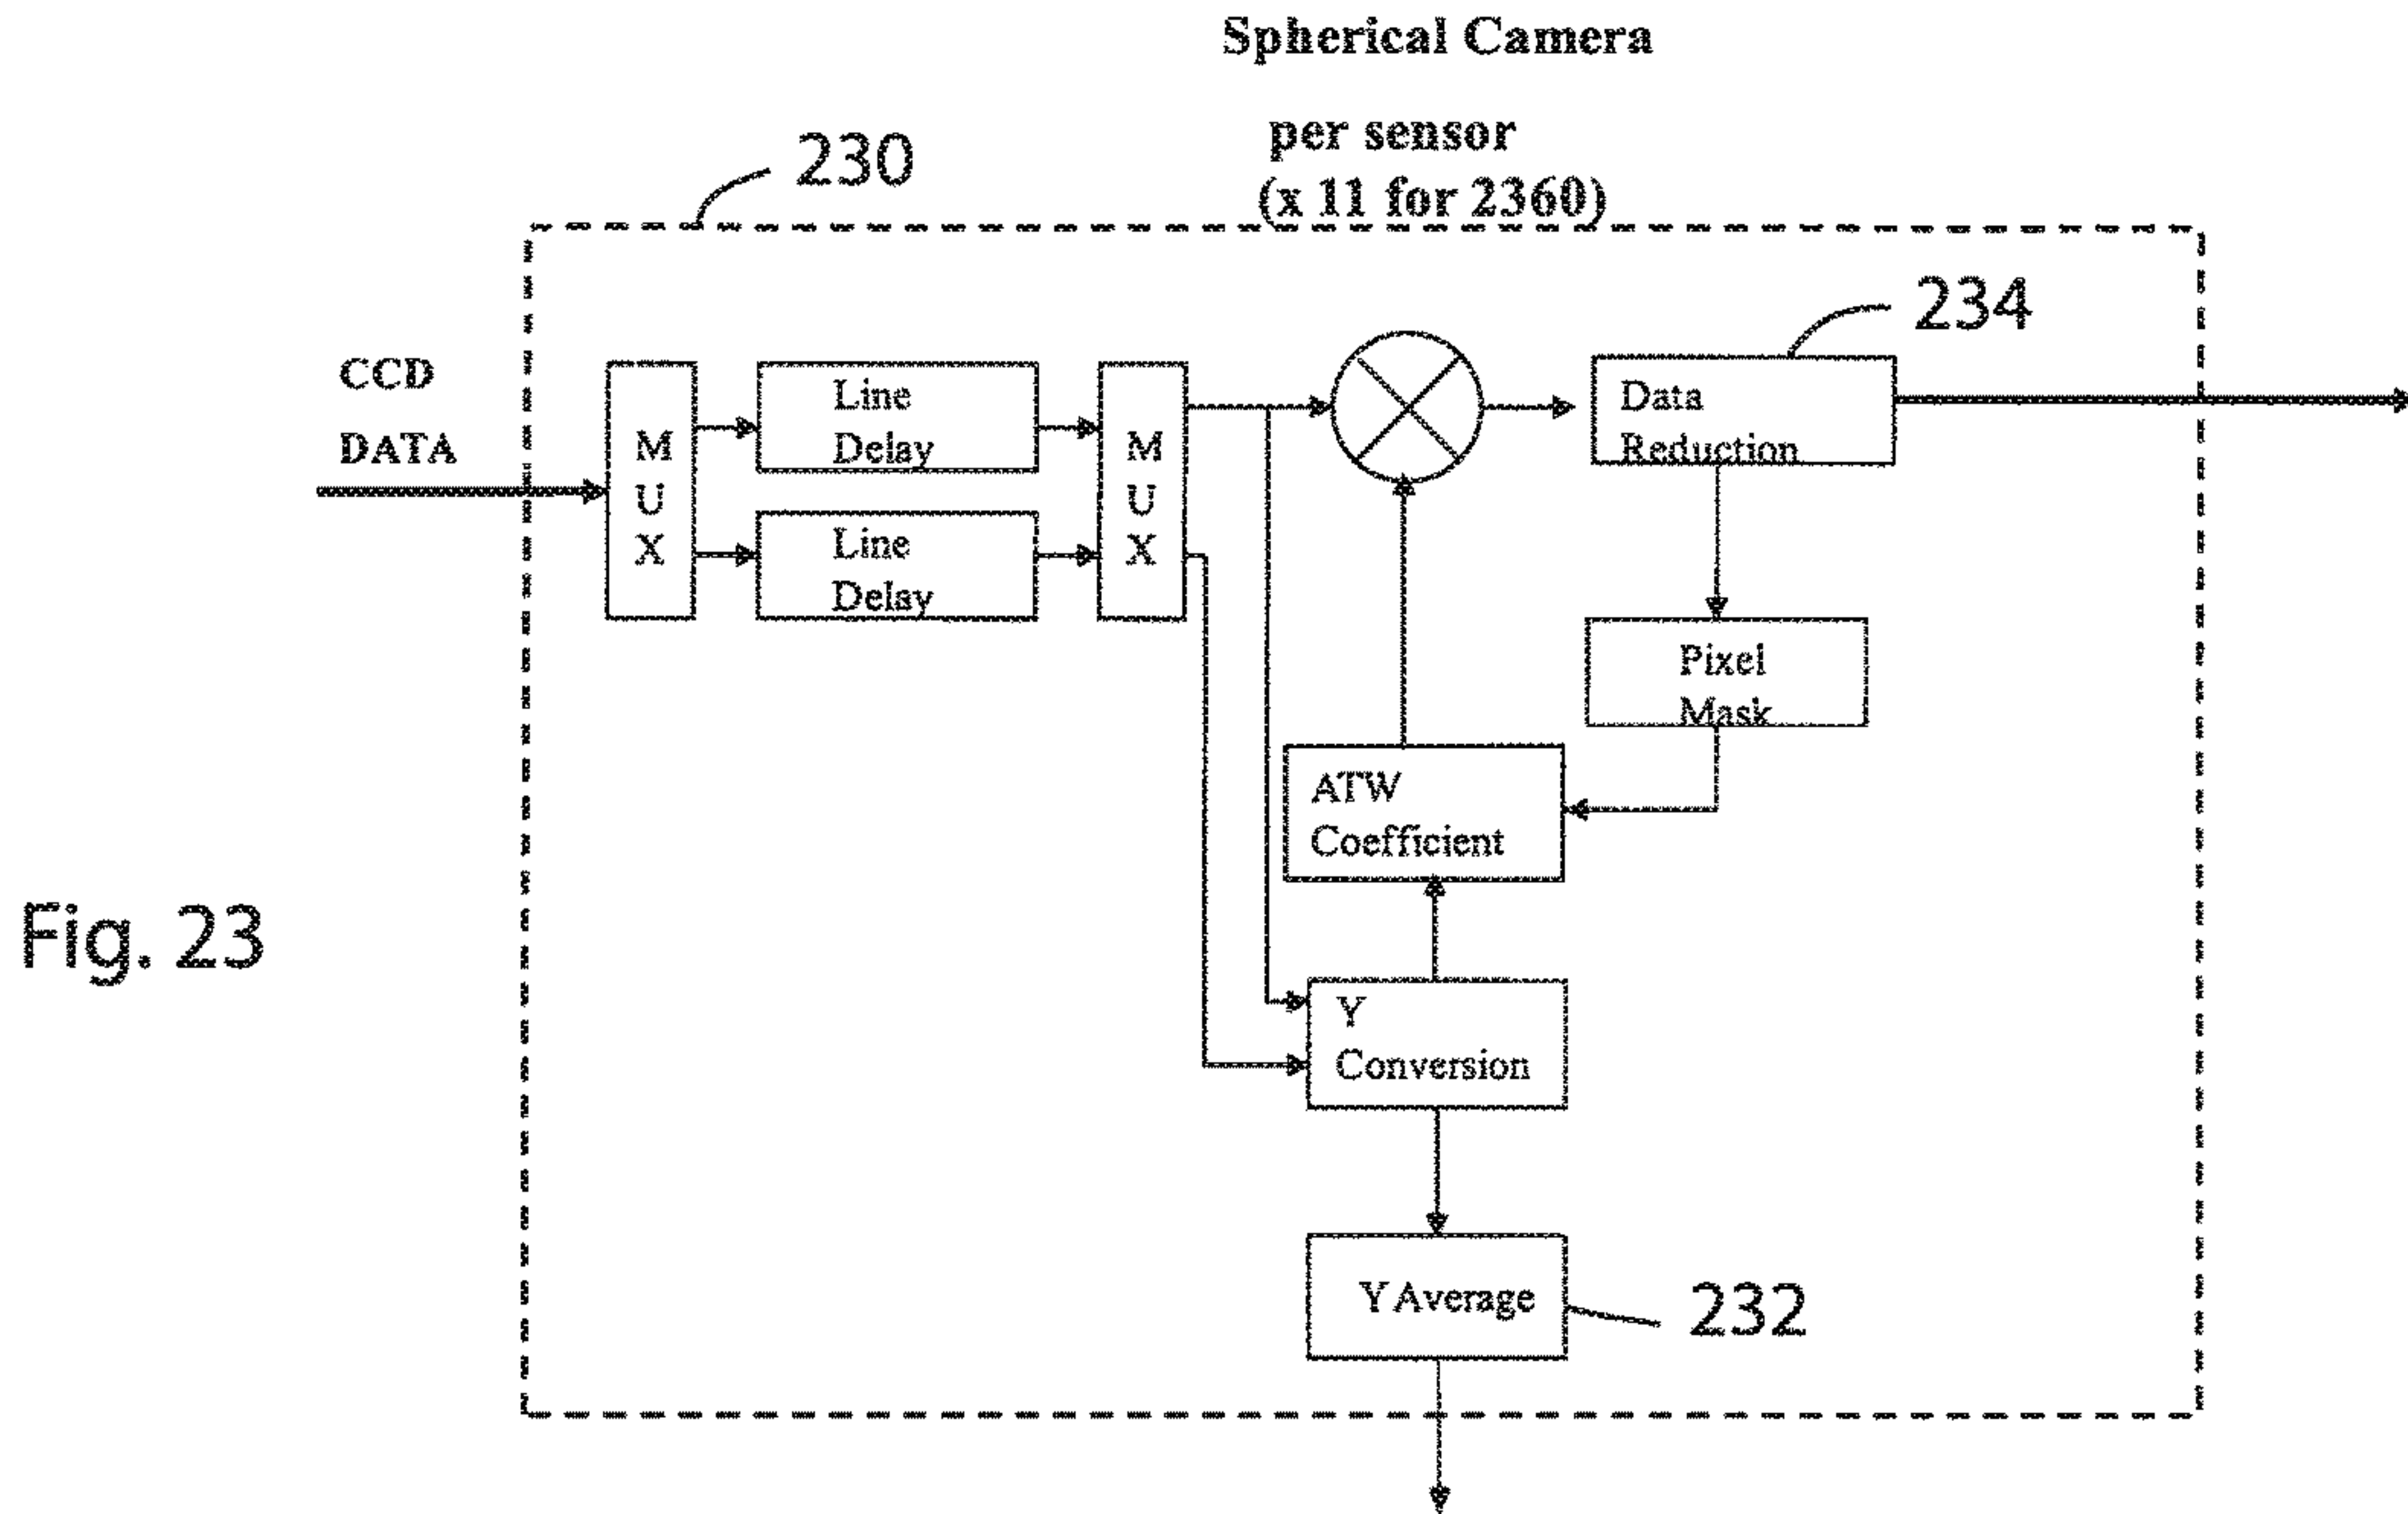 Spherical Camera
per sensor
(x 11 for 2360)
230
234
CCD
DATA
M
U
X
Line
Delay
Line
Delay
M
U
X
Data
Reduction
Pixel
Mask
ATW
Coefficient
Fig. 23
Y
Conversion
Y Average
232